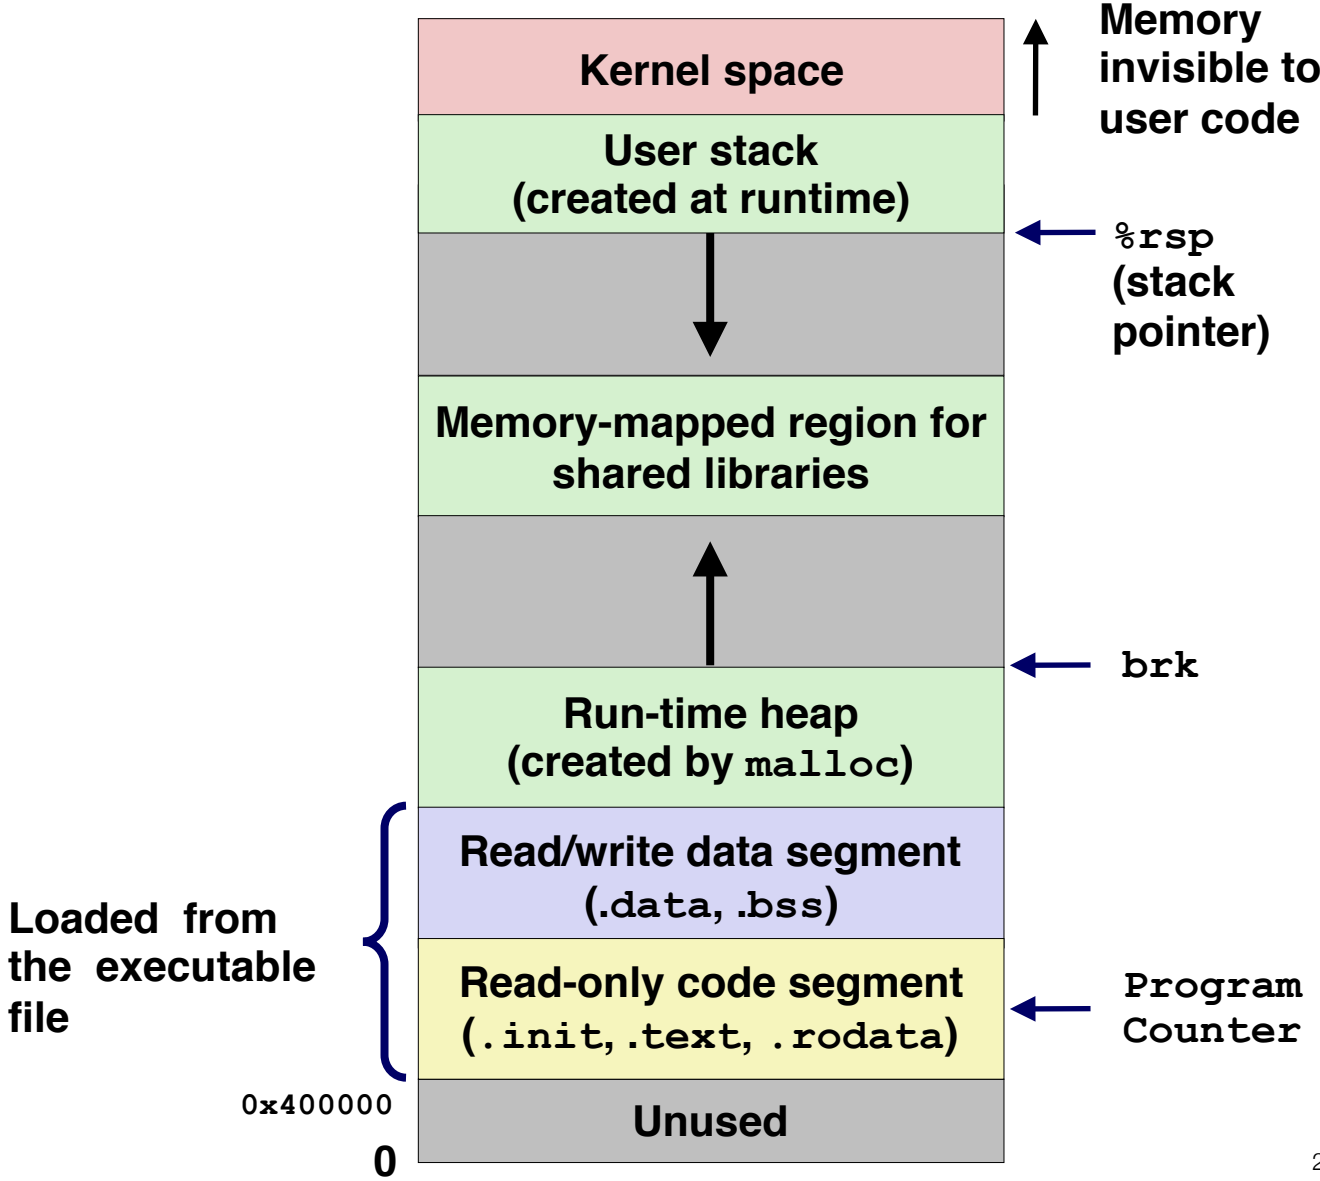 Memory
invisible to
user code
Kernel space
User stack
(created at runtime)
%rsp
(stack
pointer)
Memory-mapped region for
shared libraries
brk
Run-time heap
(created by malloc)
Read/write data segment
(.data, .bss)
Loaded from
the executable
file
Read-only code segment
(.init, .text, .rodata)
Program
Counter
0x400000
Unused
0
2